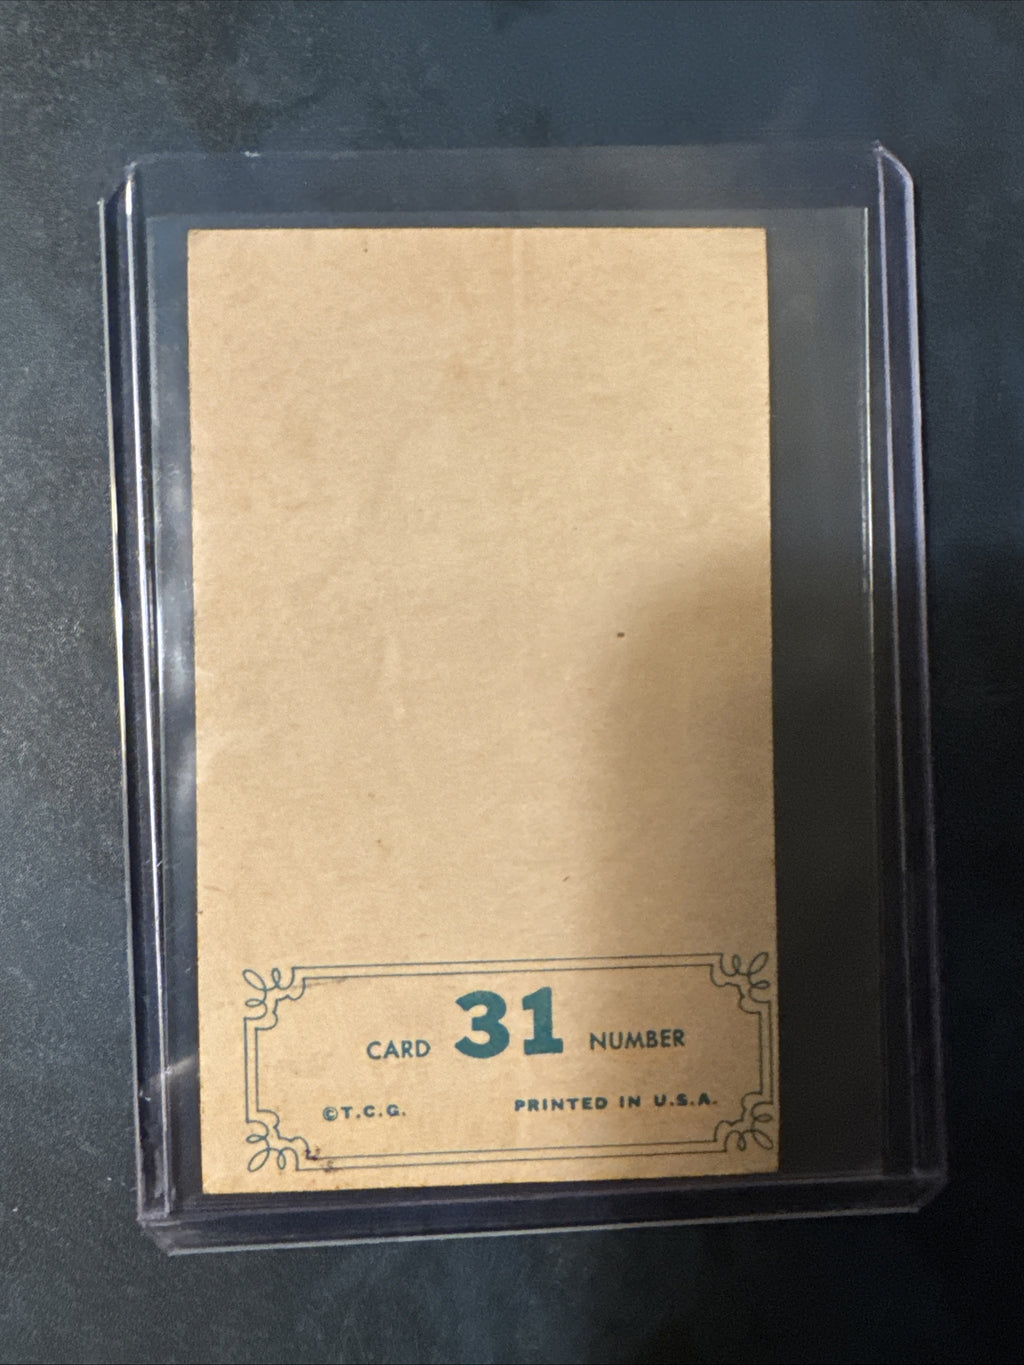 CARD 31 NUMBER
©T.C.G. PRINTED IN U.S.A.